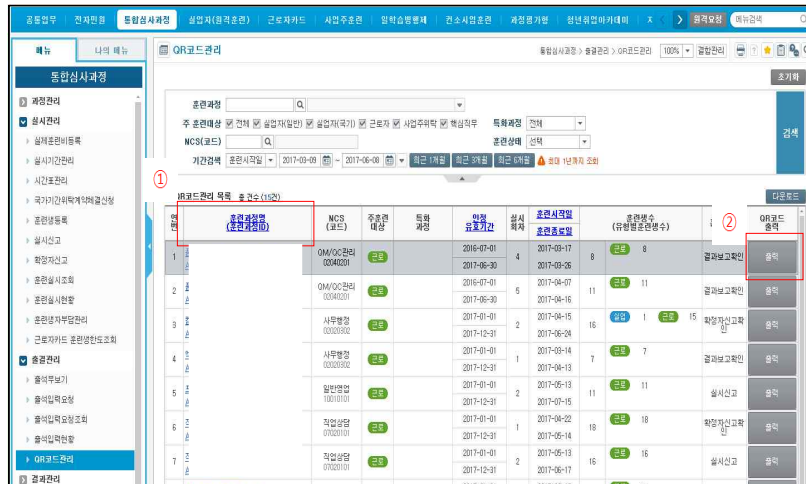 공통업무 전자민원 통합심사과정 실업자(원격훈련) 근로자카드 사업주훈련 일학습병행제 컨소시엄훈련 과정평가형 청년취업아카데미 원격요청 메뉴검색
메뉴 나의 메뉴
QR코드관리
통합심사과정 > 출결관리 > QR코드관리 100% 결함관리
통합심사과정
초기화
과정관리
실시관리
실제훈련비등록
실시기간관리
시간표관리
국가기간위탁계약체결신청
훈련생등록
실시신고
확정자신고
훈련실시조회
훈련실시현황
훈련생자부담관리
근로자카드 훈련생한도조회
출결관리
출석부보기
출석입력요청
출석입력요청조회
출석입력현황
QR코드관리
결과관리
훈련과정
주 훈련대상 전체 실업자(일반) 실업자(국기) 근로자 사업주위탁 핵심직무 특화과정 전체
NCS(코드) 훈련상태 선택
기간검색 훈련시작일 2017-03-09 ~ 2017-06-08 최근 1개월 최근 3개월 최근 6개월 최대 1년까지 조회
검색
①
QR코드관리 목록 총 건수 (15건)
다운로드
연번 훈련과정명 (훈련과정ID) NCS (코드) 주훈련대상 특화과정 인정 유효기간 실시회차 훈련시작일 훈련종료일 훈련생수 (유형별훈련생수) ② QR코드 출력
1 QM/QC관리 02040201 근로 2016-07-01 2017-06-30 4 2017-03-17 2017-03-26 8 근로 8 결과보고확인 출력
2 QM/QC관리 02040201 근로 2016-07-01 2017-06-30 5 2017-04-07 2017-04-16 11 근로 11 결과보고확인 출력
3 사무행정 02020302 근로 2017-01-01 2017-12-31 2 2017-04-15 2017-06-24 16 실업 1 근로 15 확정자신고확인 출력
4 사무행정 02020302 근로 2017-01-01 2017-12-31 1 2017-03-14 2017-04-13 7 근로 7 결과보고확인 출력
5 일반영업 10010101 근로 2017-01-01 2017-12-31 2 2017-05-13 2017-07-15 11 근로 11 실시신고 출력
6 직업상담 07020101 근로 2017-01-01 2017-12-31 1 2017-04-22 2017-05-14 18 근로 18 확정자신고확인 출력
7 직업상담 07020101 근로 2017-01-01 2017-12-31 2 2017-05-13 2017-06-17 16 근로 16 실시신고 출력